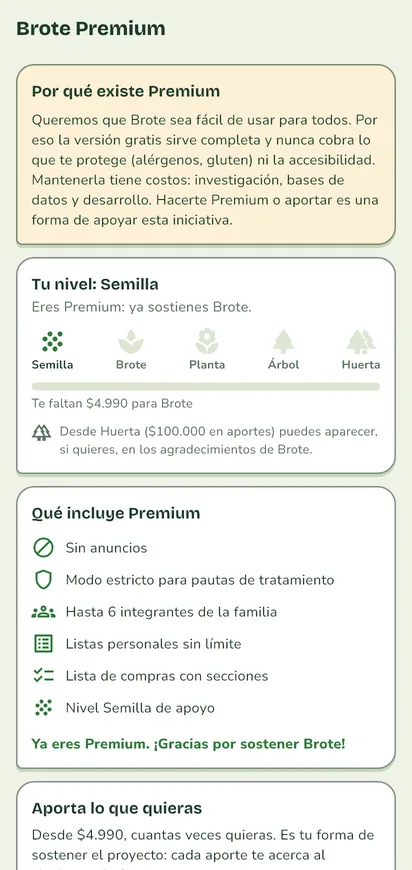 Brote Premium
Por qué existe Premium
Queremos que Brote sea fácil de usar para todos. Por
eso la versión gratis sirve completa y nunca cobra lo
que te protege (alérgenos, gluten) ni la accesibilidad.
Mantenerla tiene costos: investigación, bases de
datos y desarrollo. Hacerte Premium o aportar es una
forma de apoyar esta iniciativa.
Tu nivel: Semilla
Eres Premium: ya sostienes Brote.
Semilla Brote Planta Árbol Huerta
Te faltan $4.990 para Brote
Desde Huerta ($100.000 en aportes) puedes aparecer,
si quieres, en los agradecimientos de Brote.
Qué incluye Premium
Sin anuncios
Modo estricto para pautas de tratamiento
Hasta 6 integrantes de la familia
Listas personales sin límite
Lista de compras con secciones
Nivel Semilla de apoyo
Ya eres Premium. ¡Gracias por sostener Brote!
Aporta lo que quieras
Desde $4.990, cuantas veces quieras. Es tu forma de
sostener el proyecto: cada aporte te acerca al